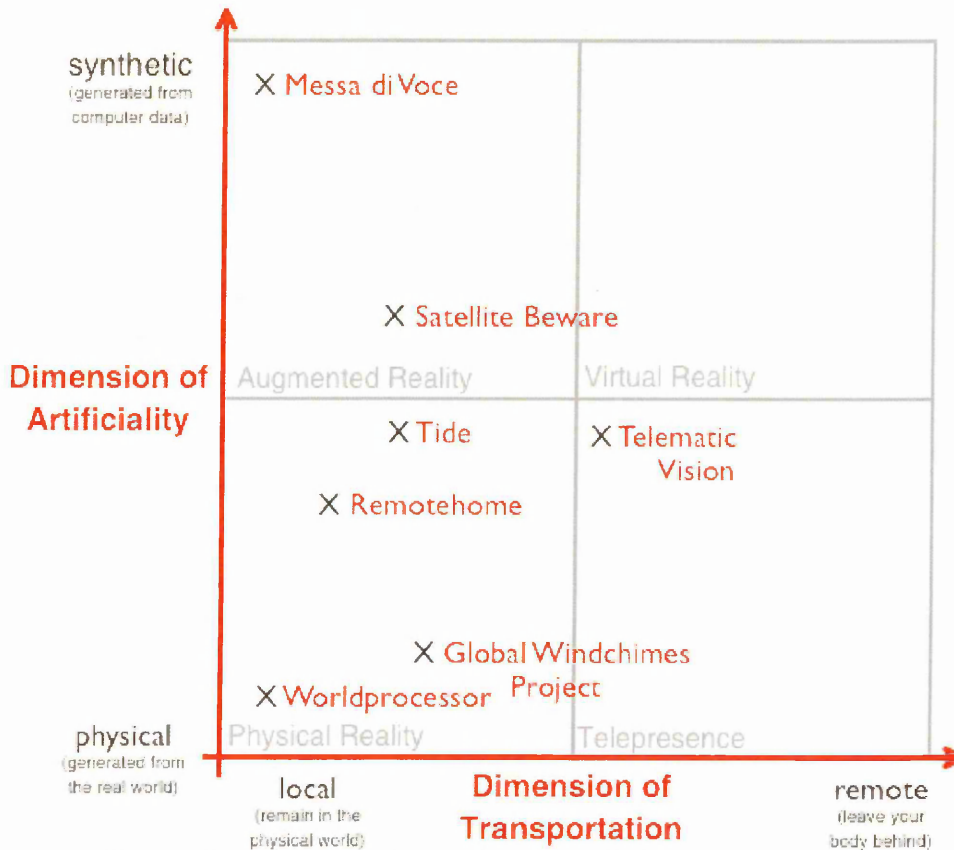 synthetic
(generated from
computer data)
X Messa di Voce
X Satellite Beware
Dimension of
Artificiality
Augmented Reality
Virtual Reality
X Tide
X Telematic
Vision
X Remotehome
X Global Windchimes
Project
X Worldprocessor
physical
(generated from
the real world)
Physical Reality
Telepresence
local
(remain in the
physical world)
Dimension of
Transportation
remote
(leave your
body behind)